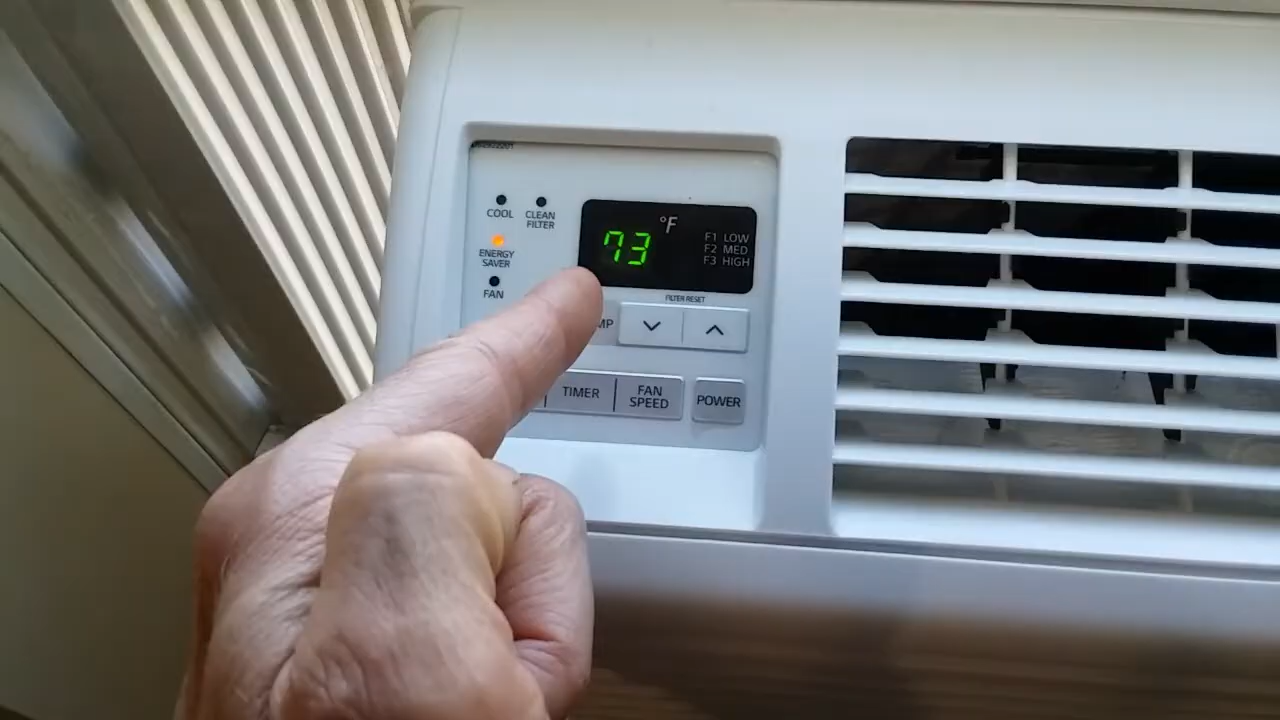 COOL
CLEAN
FILTER
ENERGY
SAVER
FAN
°F
73
F1 LOW
F2 MED
F3 HIGH
FILTER RESET
MP
TIMER
FAN
SPEED
POWER